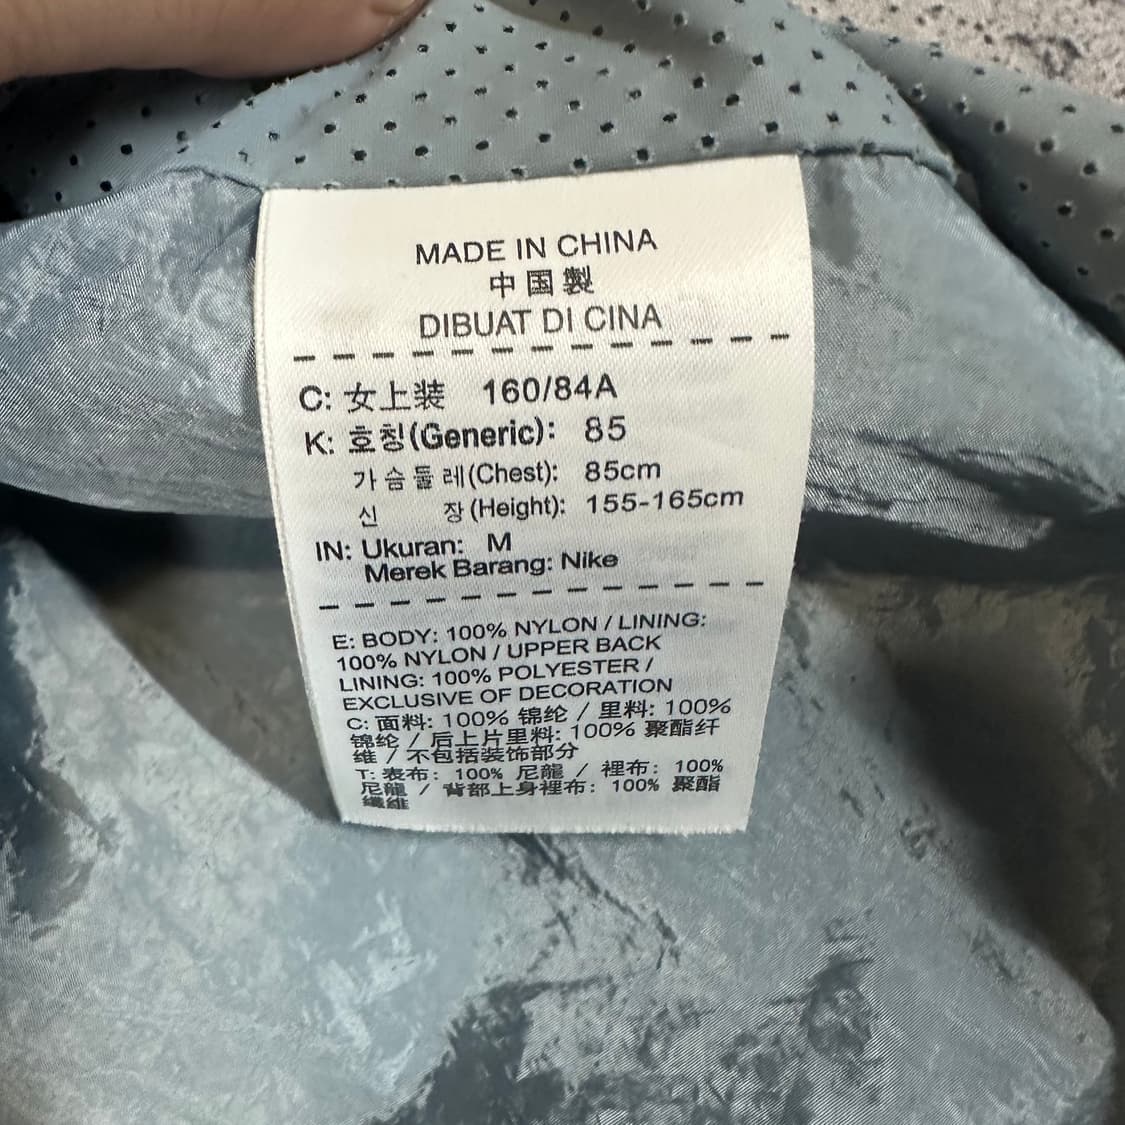 MADE IN CHINA
中国製
DIBUAT DI CINA
C: 女上装 160/84A
K: 호칭(Generic): 85
가슴둘레(Chest): 85cm
신 장(Height): 155-165cm
IN: Ukuran: M
Merek Barang: Nike
E: BODY: 100% NYLON / LINING:
100% NYLON / UPPER BACK
LINING: 100% POLYESTER /
EXCLUSIVE OF DECORATION
C: 面料: 100% 锦纶 / 里料: 100%
锦纶 / 后上片里料: 100% 聚酯纤
维 / 不包括装饰部分
T: 表布: 100% 尼龍 / 裡布: 100%
尼龍 / 背部上身裡布: 100% 聚酯
纖維